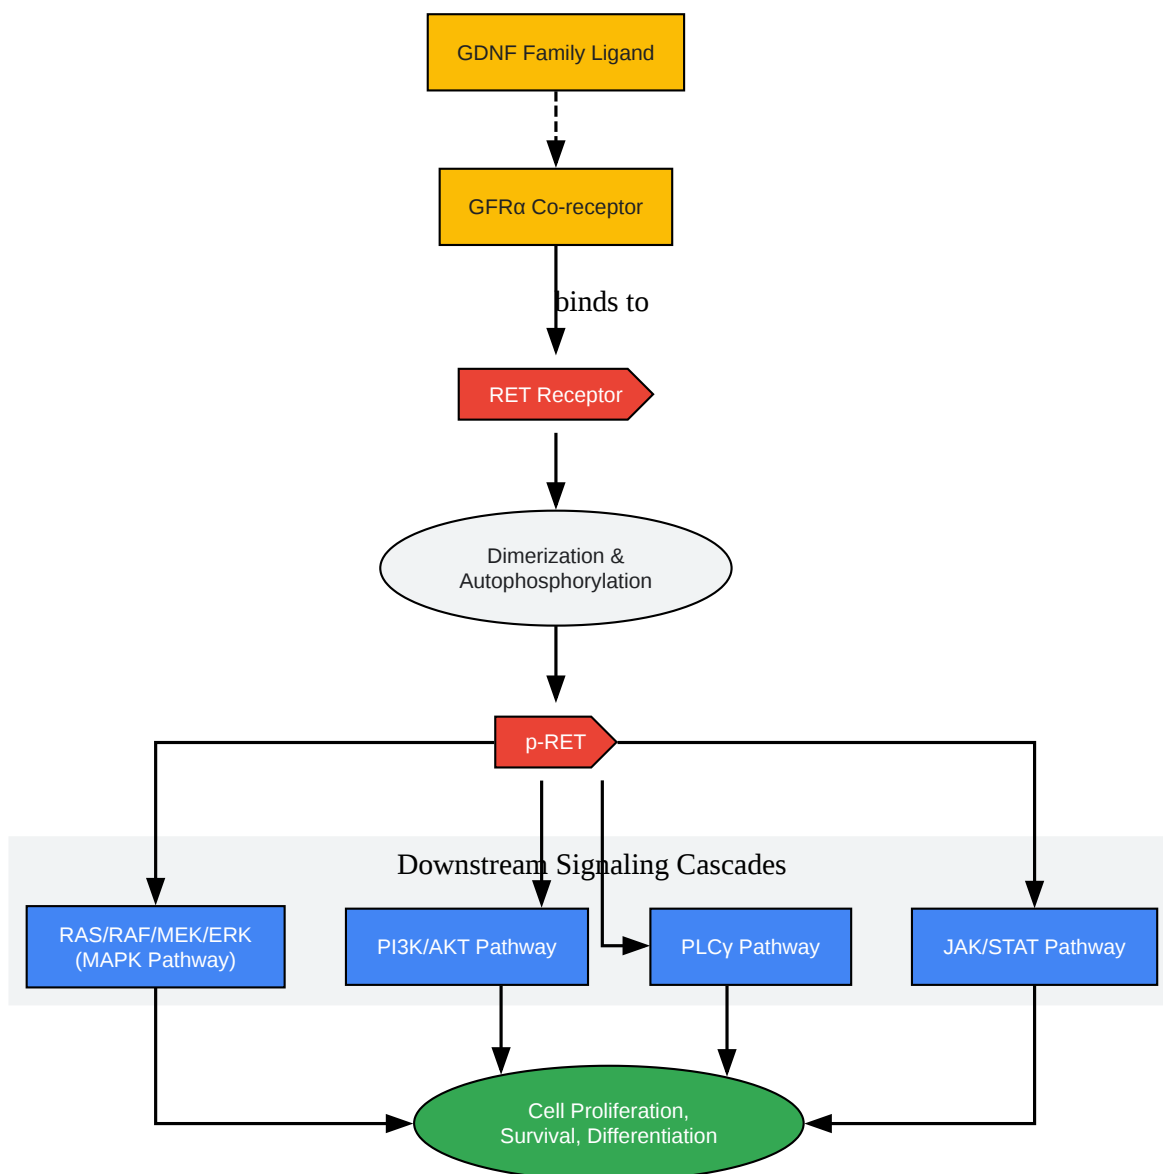 GDNF Family Ligand
GFRα Co-receptor
binds to
RET Receptor
Dimerization &
Autophosphorylation
p-RET
Downstream Signaling Cascades
RAS/RAF/MEK/ERK
(MAPK Pathway)
PI3K/AKT Pathway
PLCγ Pathway
JAK/STAT Pathway
Cell Proliferation,
Survival, Differentiation